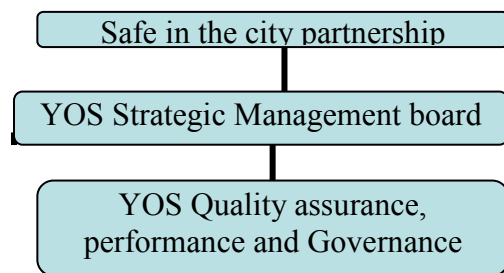 Safe in the city partnership
YOS Strategic Management board
YOS Quality assurance,
performance and Governance